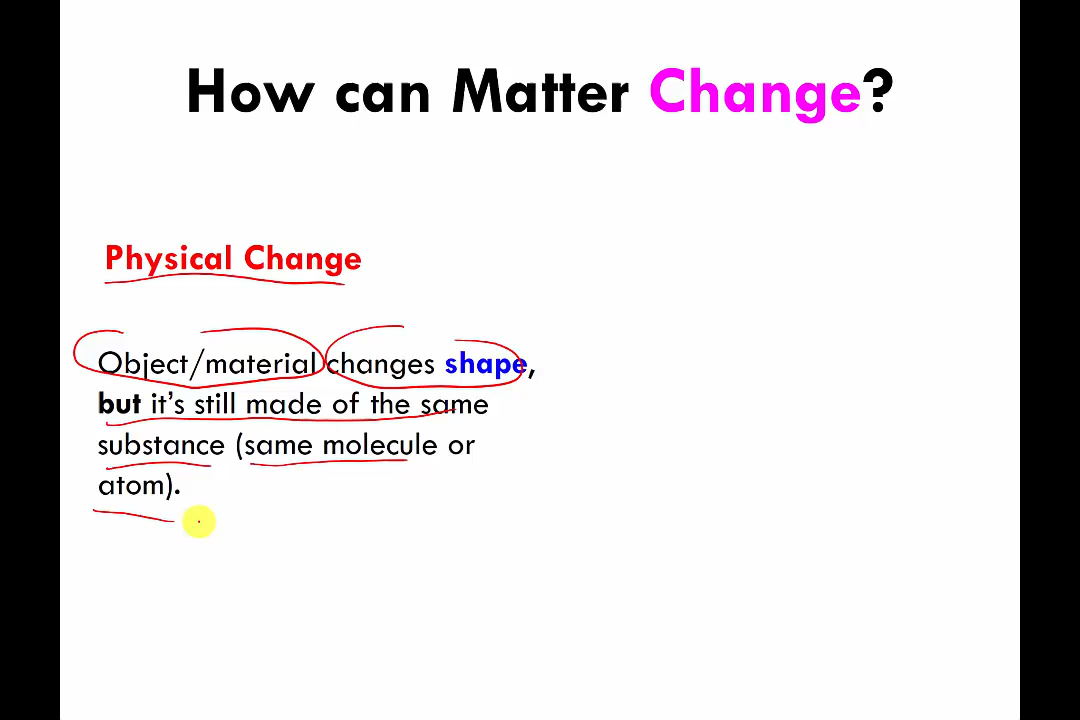 How can Matter Change?
Physical Change
Object/material changes shape,
but it's still made of the same
substance (same molecule or
atom).